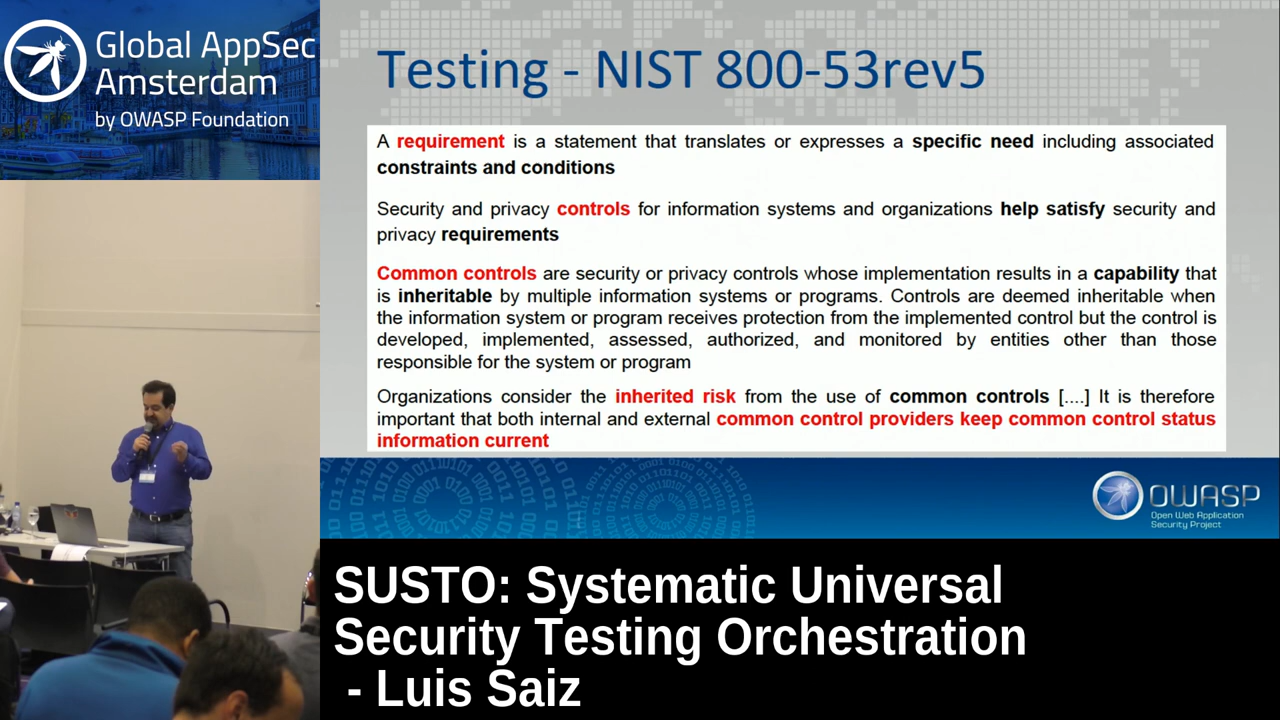 Global AppSec
Amsterdam
by OWASP Foundation
Testing - NIST 800-53rev5
A requirement is a statement that translates or expresses a specific need including associated
constraints and conditions
Security and privacy controls for information systems and organizations help satisfy security and
privacy requirements
Common controls are security or privacy controls whose implementation results in a capability that
is inheritable by multiple information systems or programs. Controls are deemed inheritable when
the information system or program receives protection from the implemented control but the control is
developed, implemented, assessed, authorized, and monitored by entities other than those
responsible for the system or program
Organizations consider the inherited risk from the use of common controls [....] It is therefore
important that both internal and external common control providers keep common control status
information current
OWASP
Open Web Application
Security Project
SUSTO: Systematic Universal
Security Testing Orchestration
- Luis Saiz